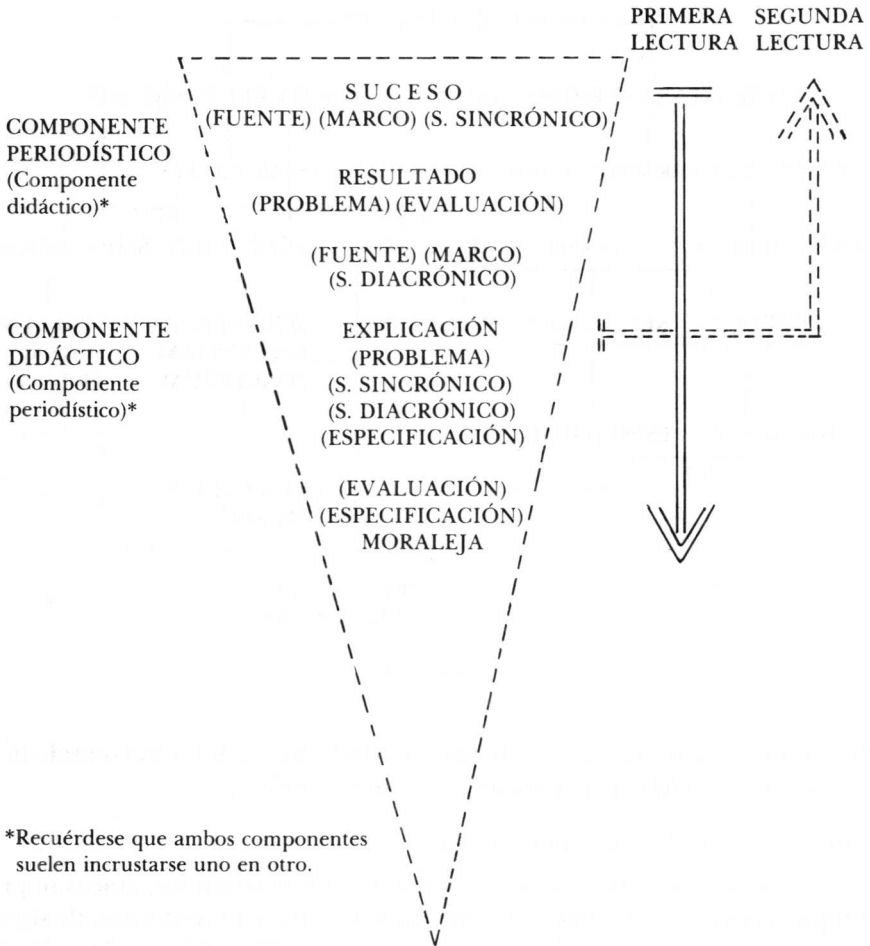 PRIMERA SEGUNDA
LECTURA LECTURA
SUCESO
(FUENTE) (MARCO) (S. SINCRÓNICO)
COMPONENTE
PERIODÍSTICO
(Componente
didáctico)*
RESULTADO
(PROBLEMA) (EVALUACIÓN)
(FUENTE) (MARCO)
(S. DIACRÓNICO)
COMPONENTE
DIDÁCTICO
(Componente
periodístico)*
EXPLICACIÓN
(PROBLEMA)
(S. SINCRÓNICO)
(S. DIACRÓNICO)
(ESPECIFICACIÓN)
(EVALUACIÓN)
(ESPECIFICACIÓN)
MORALEJA
*Recuérdese que ambos componentes
suelen incrustarse uno en otro.